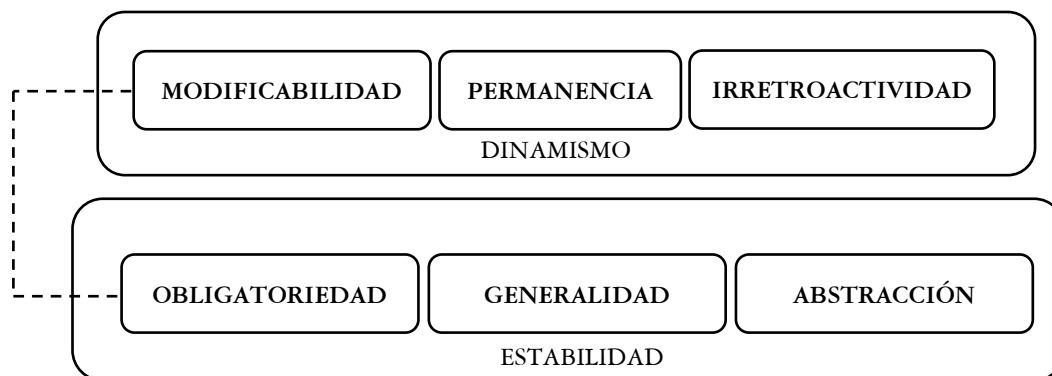 MODIFICABILIDAD PERMANENCIA IRRETROACTIVIDAD
DINAMISMO
OBLIGATORIEDAD GENERALIDAD ABSTRACCIÓN
ESTABILIDAD